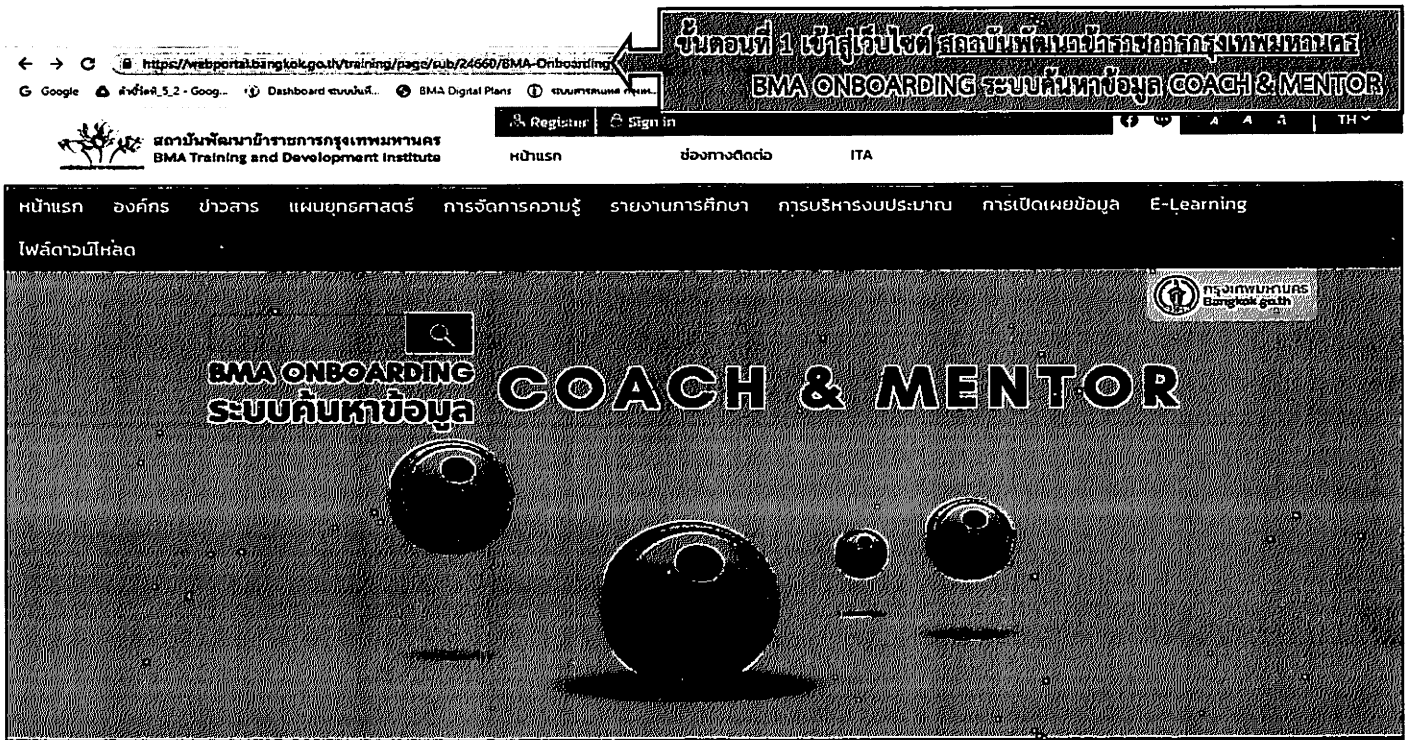 ขั้นตอนที่ 1 เข้าสู่เว็บไซต์ สถาบันพัฒนาข้าราชการกรุงเทพมหานคร
BMA ONBOARDING ระบบค้นหาข้อมูล COACH & MENTOR
https://webportal.bangkok.go.th/training/page/sub/24660/BMA-Onboarding
G Google
Dashboard
BMA Digital Plans
Register Sign in
TH
สถาบันพัฒนาข้าราชการกรุงเทพมหานคร
BMA Training and Development Institute
หน้าแรก ช่องทางติดต่อ ITA
หน้าแรก องค์กร ข่าวสาร แผนยุทธศาสตร์ การจัดการความรู้ รายงานการศึกษา การบริหารงบประมาณ การเปิดเผยข้อมูล E-Learning
ไฟล์ดาวน์โหลด
กรุงเทพมหานคร
Bangkok.go.th
BMA ONBOARDING
ระบบค้นหาข้อมูล
COACH & MENTOR